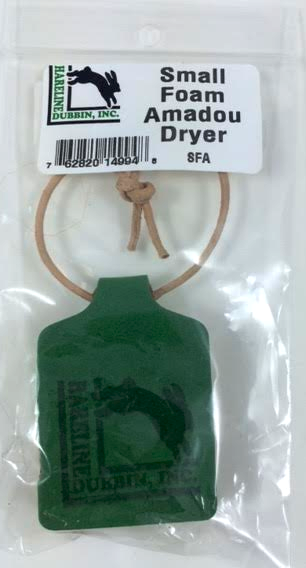 HARELINE
DUBBIN, INC.
Small
Foam
Amadou
Dryer
7 62820 14994 8
SFA
HARELINE
DUBBIN, INC.